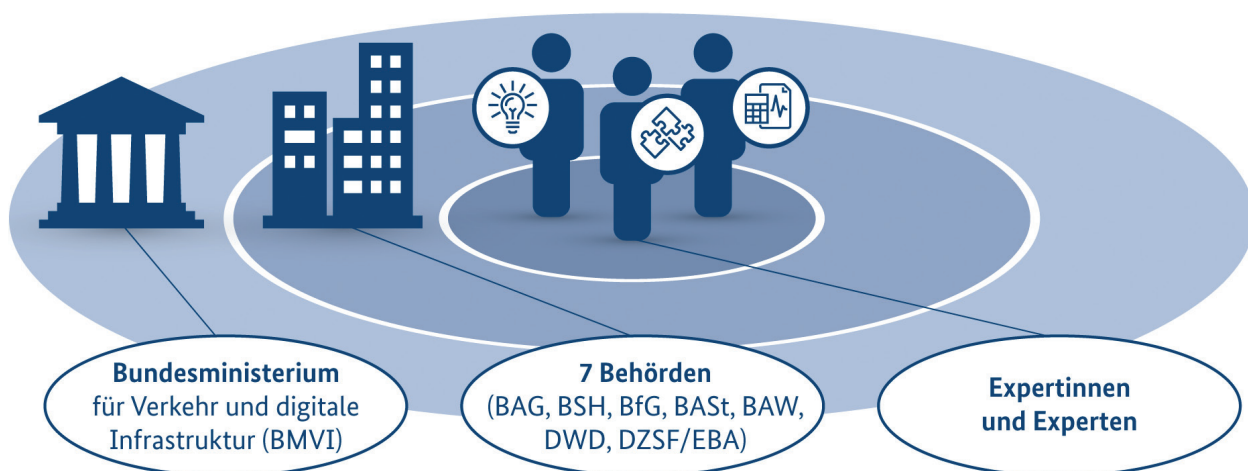 Bundesministerium
für Verkehr und digitale
Infrastruktur (BMVI)
7 Behörden
(BAG, BSH, BfG, BASt, BAW,
DWD, DZSF/EBA)
Expertinnen
und Experten